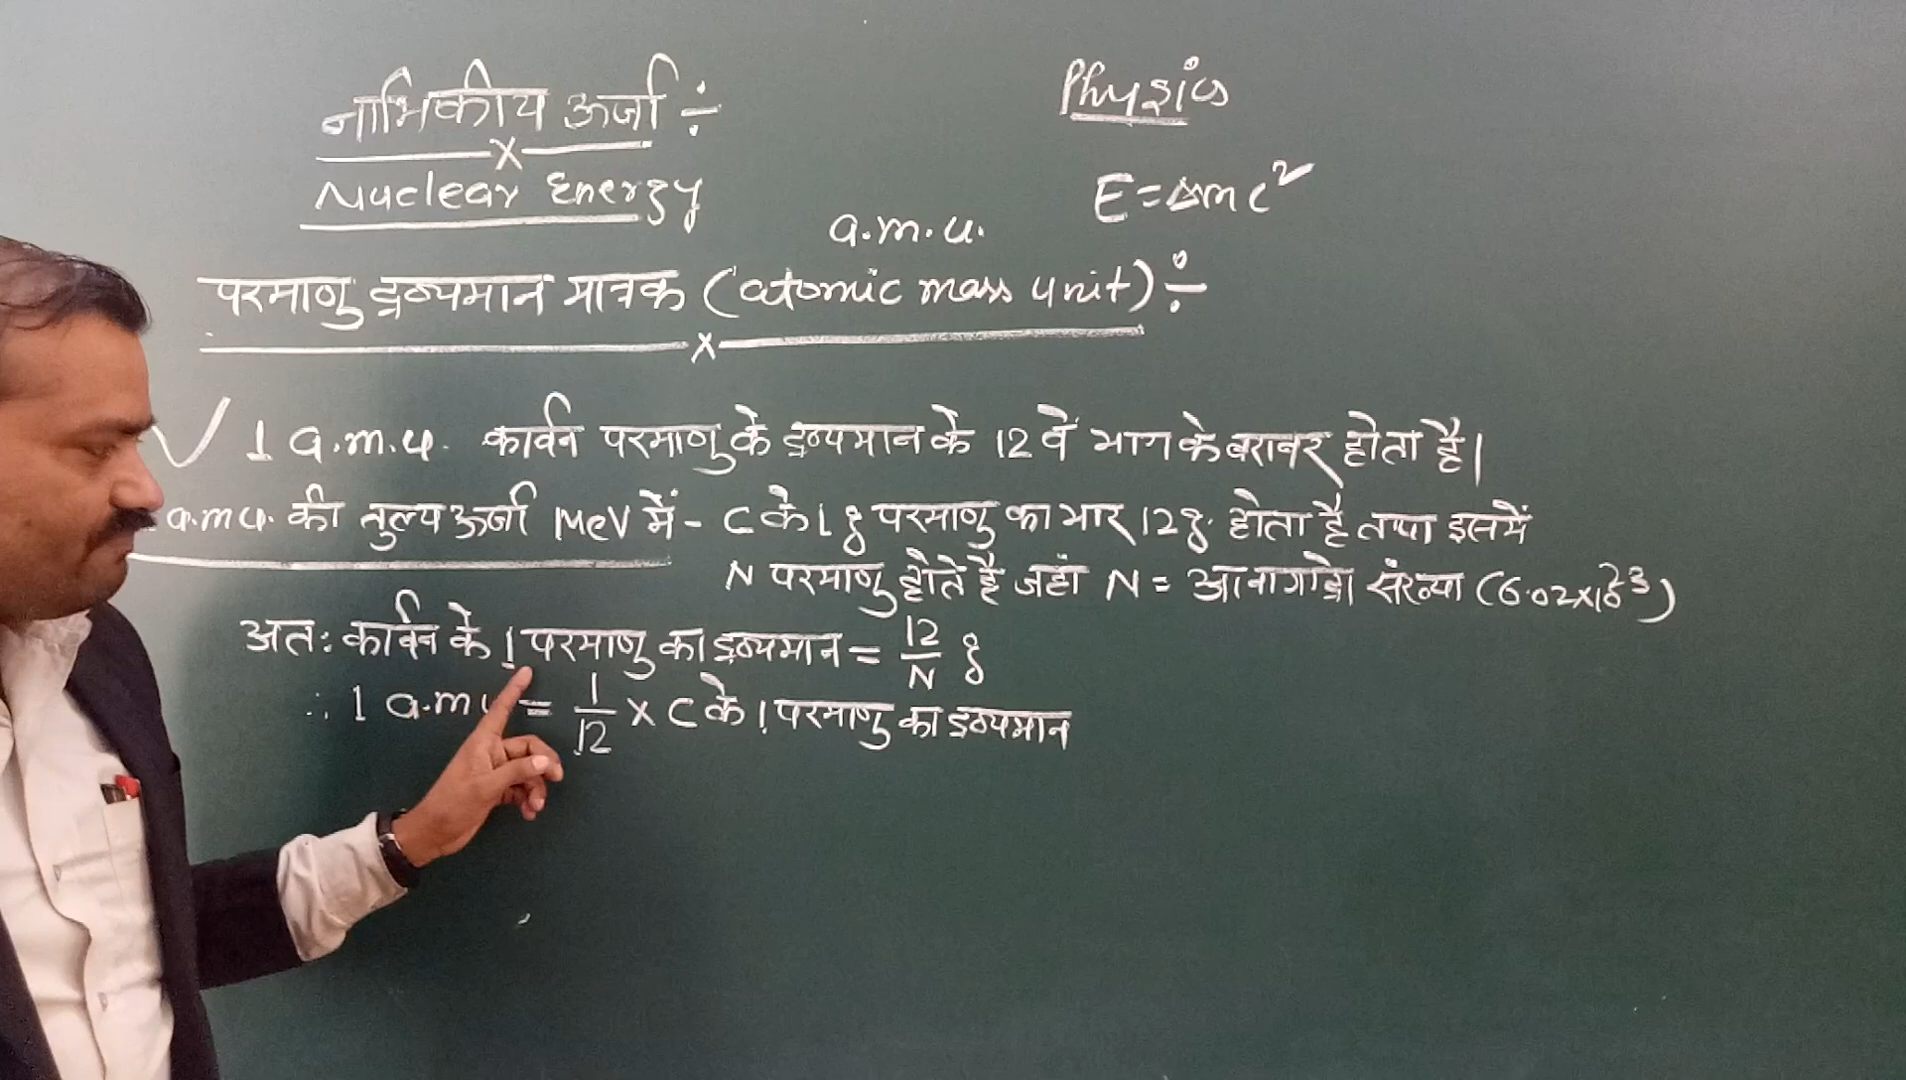 नाभिकीय ऊर्जा ÷
Physics
Nuclear Energy
E=Δmc²
a.m.u.
परमाणु द्रव्यमान मात्रक (atomic mass unit) ÷
✓ 1 a.m.u. कार्बन परमाणु के द्रव्यमान के 12 वें भाग के बराबर होता है।
a.m.u. की तुल्य ऊर्जा MeV में - C के 1 g परमाणु का भार 12 g. होता है तथा इसमें
N परमाणु होते है जहाँ N = आवागाद्रो संख्या (6.02×10²³)
अतः कार्बन के 1 परमाणु का द्रव्यमान = 12/N g
∴ 1 a.m.u = 1/12 × C के 1 परमाणु का द्रव्यमान